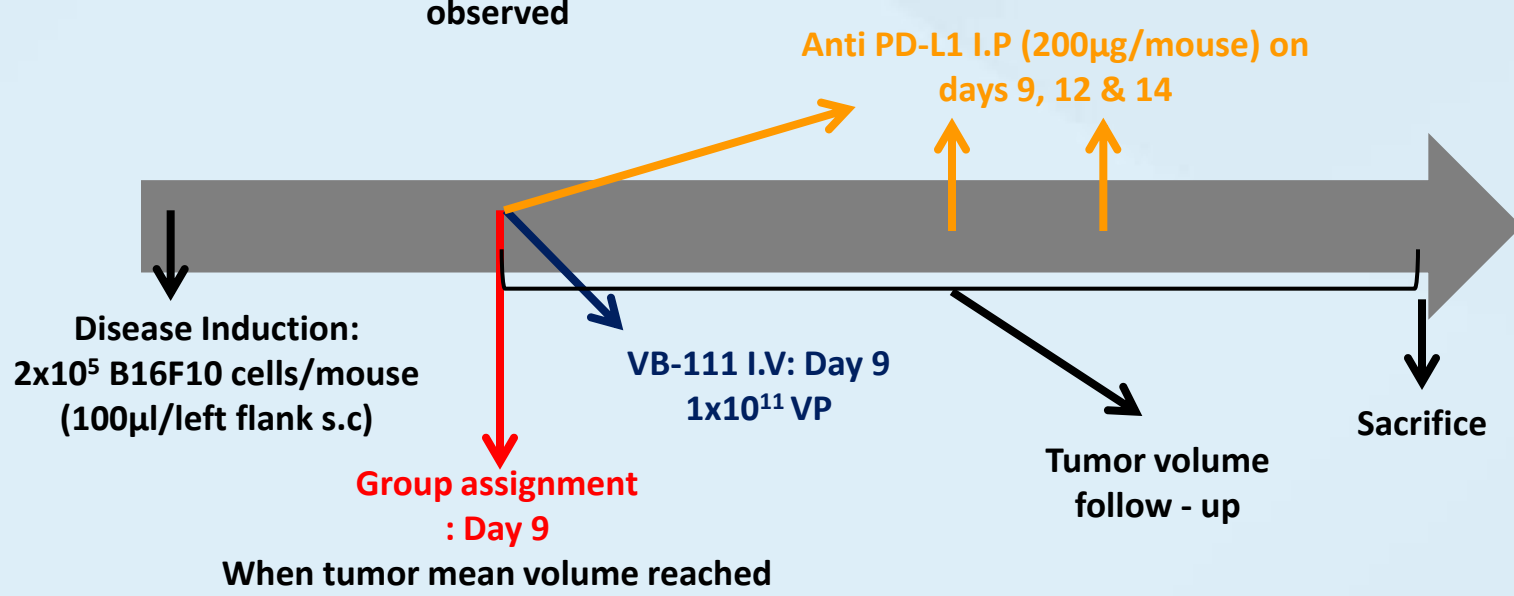 observed
Anti PD-L1 I.P (200µg/mouse) on
days 9, 12 & 14
Disease Induction:
2x10⁵ B16F10 cells/mouse
(100µl/left flank s.c)
VB-111 I.V: Day 9
1x10¹¹ VP
Group assignment
: Day 9
When tumor mean volume reached
Tumor volume
follow - up
Sacrifice